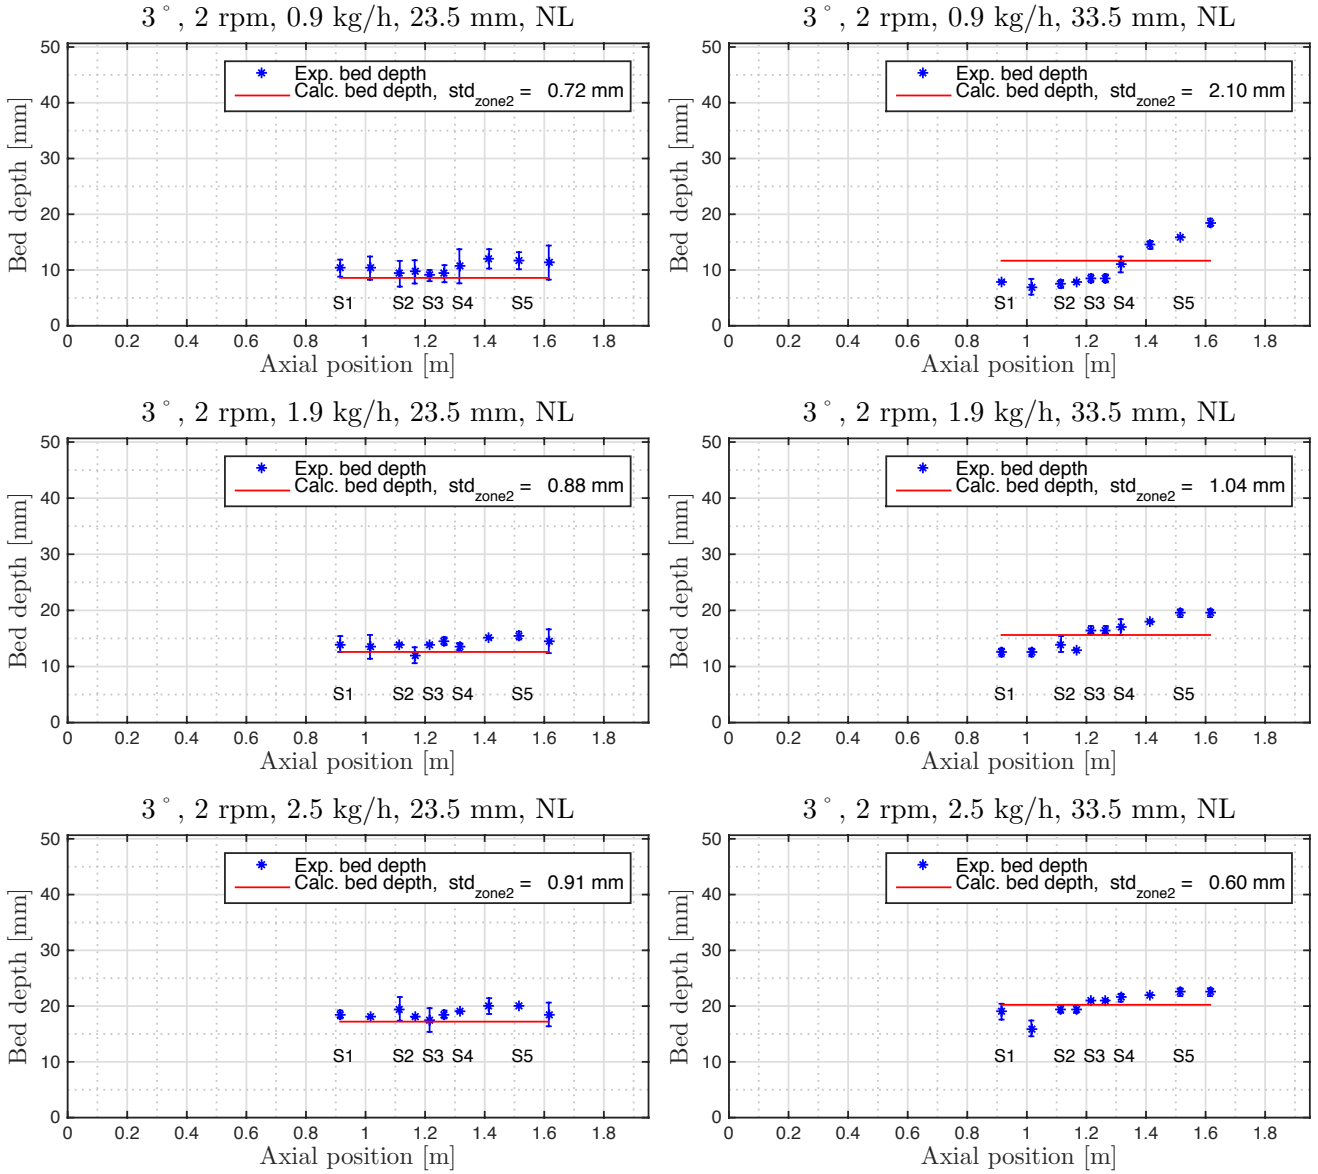 3°, 2 rpm, 0.9 kg/h, 23.5 mm, NL
50
40
30
20
10
0
Bed depth [mm]
Exp. bed depth
Calc. bed depth, std_zone2 = 0.72 mm
S1 S2 S3 S4 S5
0 0.2 0.4 0.6 0.8 1 1.2 1.4 1.6 1.8
Axial position [m]
3°, 2 rpm, 0.9 kg/h, 33.5 mm, NL
50
40
30
20
10
0
Bed depth [mm]
Exp. bed depth
Calc. bed depth, std_zone2 = 2.10 mm
S1 S2 S3 S4 S5
0 0.2 0.4 0.6 0.8 1 1.2 1.4 1.6 1.8
Axial position [m]
3°, 2 rpm, 1.9 kg/h, 23.5 mm, NL
50
40
30
20
10
0
Bed depth [mm]
Exp. bed depth
Calc. bed depth, std_zone2 = 0.88 mm
S1 S2 S3 S4 S5
0 0.2 0.4 0.6 0.8 1 1.2 1.4 1.6 1.8
Axial position [m]
3°, 2 rpm, 1.9 kg/h, 33.5 mm, NL
50
40
30
20
10
0
Bed depth [mm]
Exp. bed depth
Calc. bed depth, std_zone2 = 1.04 mm
S1 S2 S3 S4 S5
0 0.2 0.4 0.6 0.8 1 1.2 1.4 1.6 1.8
Axial position [m]
3°, 2 rpm, 2.5 kg/h, 23.5 mm, NL
50
40
30
20
10
0
Bed depth [mm]
Exp. bed depth
Calc. bed depth, std_zone2 = 0.91 mm
S1 S2 S3 S4 S5
0 0.2 0.4 0.6 0.8 1 1.2 1.4 1.6 1.8
Axial position [m]
3°, 2 rpm, 2.5 kg/h, 33.5 mm, NL
50
40
30
20
10
0
Bed depth [mm]
Exp. bed depth
Calc. bed depth, std_zone2 = 0.60 mm
S1 S2 S3 S4 S5
0 0.2 0.4 0.6 0.8 1 1.2 1.4 1.6 1.8
Axial position [m]